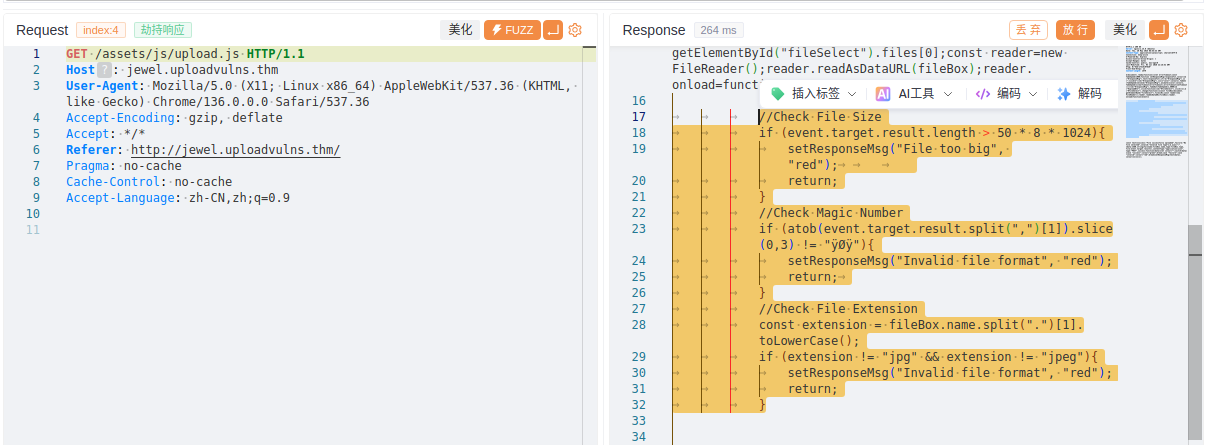 Request index:4 劫持响应 美化 FUZZ
1 GET /assets/js/upload.js HTTP/1.1
2 Host ? : jewel.uploadvulns.thm
3 User-Agent: Mozilla/5.0 (X11; Linux x86_64) AppleWebKit/537.36 (KHTML,
like Gecko) Chrome/136.0.0.0 Safari/537.36
4 Accept-Encoding: gzip, deflate
5 Accept: */*
6 Referer: http://jewel.uploadvulns.thm/
7 Pragma: no-cache
8 Cache-Control: no-cache
9 Accept-Language: zh-CN,zh;q=0.9
10
11
Response 264 ms 丢弃 放行 美化
getElementById("fileSelect").files[0];const reader=new
FileReader();reader.readAsDataURL(fileBox);reader.
onload=functi
插入标签 AI AI工具 编码 解码
16
17 //Check File Size
18 if (event.target.result.length > 50 * 8 * 1024){
19 setResponseMsg("File too big",
"red");
20 return;
21 }
22 //Check Magic Number
23 if (atob(event.target.result.split(",")[1]).slice
(0,3) != "ÿØÿ"){
24 setResponseMsg("Invalid file format", "red");
25 return;
26 }
27 //Check File Extension
28 const extension = fileBox.name.split(".")[1].
toLowerCase();
29 if (extension != "jpg" && extension != "jpeg"){
30 setResponseMsg("Invalid file format", "red");
31 return;
32 }
33
34